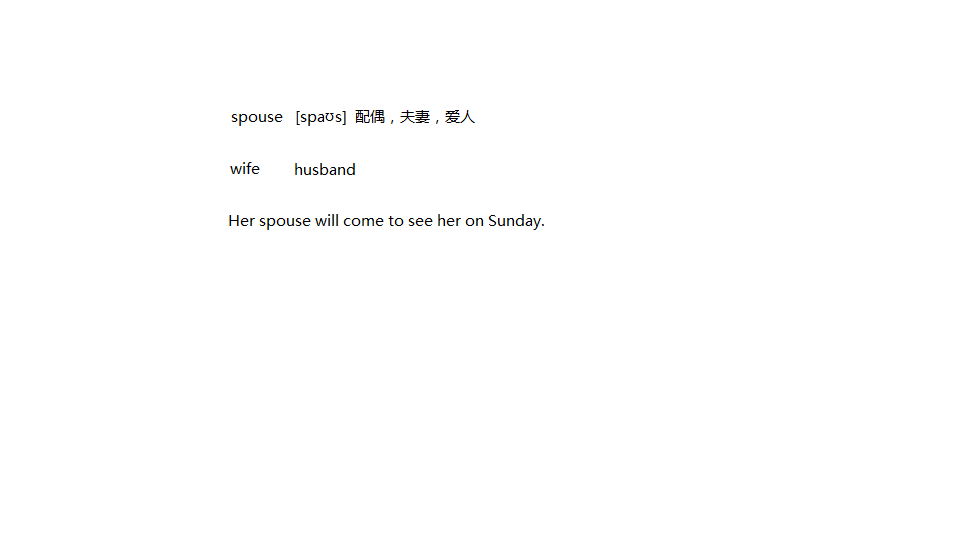 spouse [spaʊs] 配偶，夫妻，爱人
wife husband
Her spouse will come to see her on Sunday.